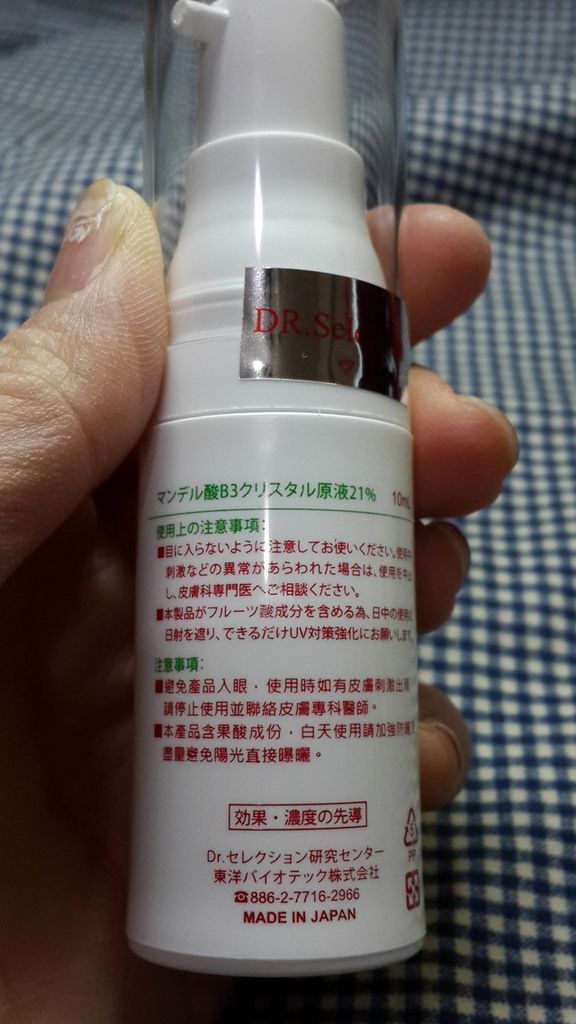 DR.Sele
マンデル酸B3クリスタル原液21% 10mL
使用上の注意事項:
■目に入らないように注意してお使いください。使用中
刺激などの異常があらわれた場合は、使用を中止
し、皮膚科専門医へご相談ください。
■本製品がフルーツ酸成分を含める為、日中の使用に
日射を遮り、できるだけUV対策強化にお願いします。
注意事項:
■避免產品入眼,使用時如有皮膚刺激出現
請停止使用並聯絡皮膚專科醫師。
■本產品含果酸成份,白天使用請加強防曬
盡量避免陽光直接曝曬。
効果・濃度の先導
Dr.セレクション研究センター
東洋バイオテック株式会社
☎886-2-7716-2966
MADE IN JAPAN
5
PP